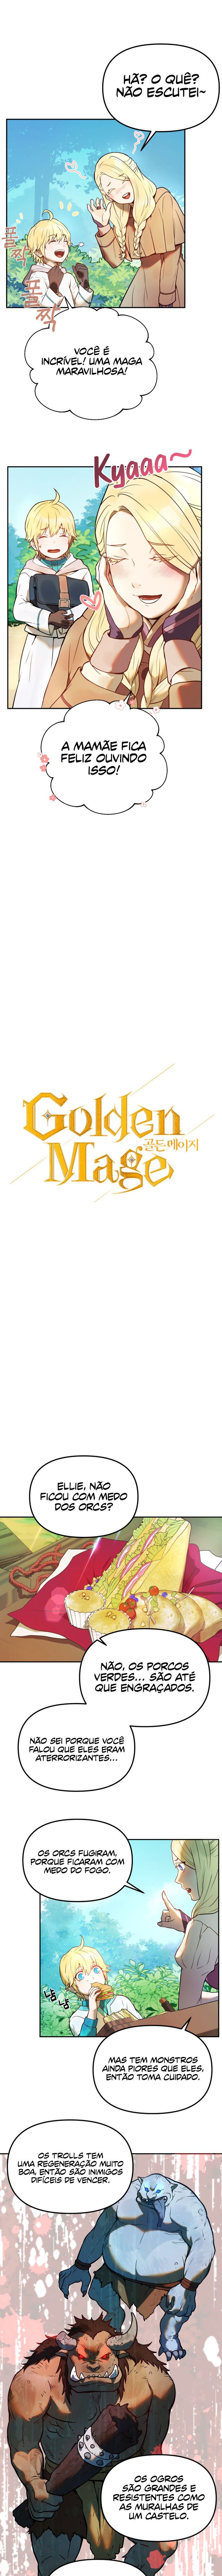 HÃ? O QUÊ?
NÃO ESCUTEI~
폴짝
폴짝
VOCÊ É
INCRÍVEL! UMA MAGA
MARAVILHOSA!
Kyaaa~
A MAMÃE FICA
FELIZ OUVINDO
ISSO!
Golden
Mage
골든 메이지
ELLIE, NÃO
FICOU COM MEDO
DOS ORCS?
NÃO, OS PORCOS
VERDES... SÃO ATÉ
QUE ENGRAÇADOS.
NÃO SEI PORQUE VOCÊ
FALOU QUE ELES ERAM
ATERRORIZANTES...
OS ORCS FUGIRAM,
PORQUE FICARAM COM
MEDO DO FOGO.
냠
냠
MAS TEM MONSTROS
AINDA PIORES QUE ELES,
ENTÃO TOMA CUIDADO.
OS TROLLS TEM
UMA REGENERAÇÃO MUITO
BOA, ENTÃO SÃO INIMIGOS
DIFÍCEIS DE VENCER.
OS OGROS
SÃO GRANDES E
RESISTENTES COMO
AS MURALHAS DE
UM CASTELO.